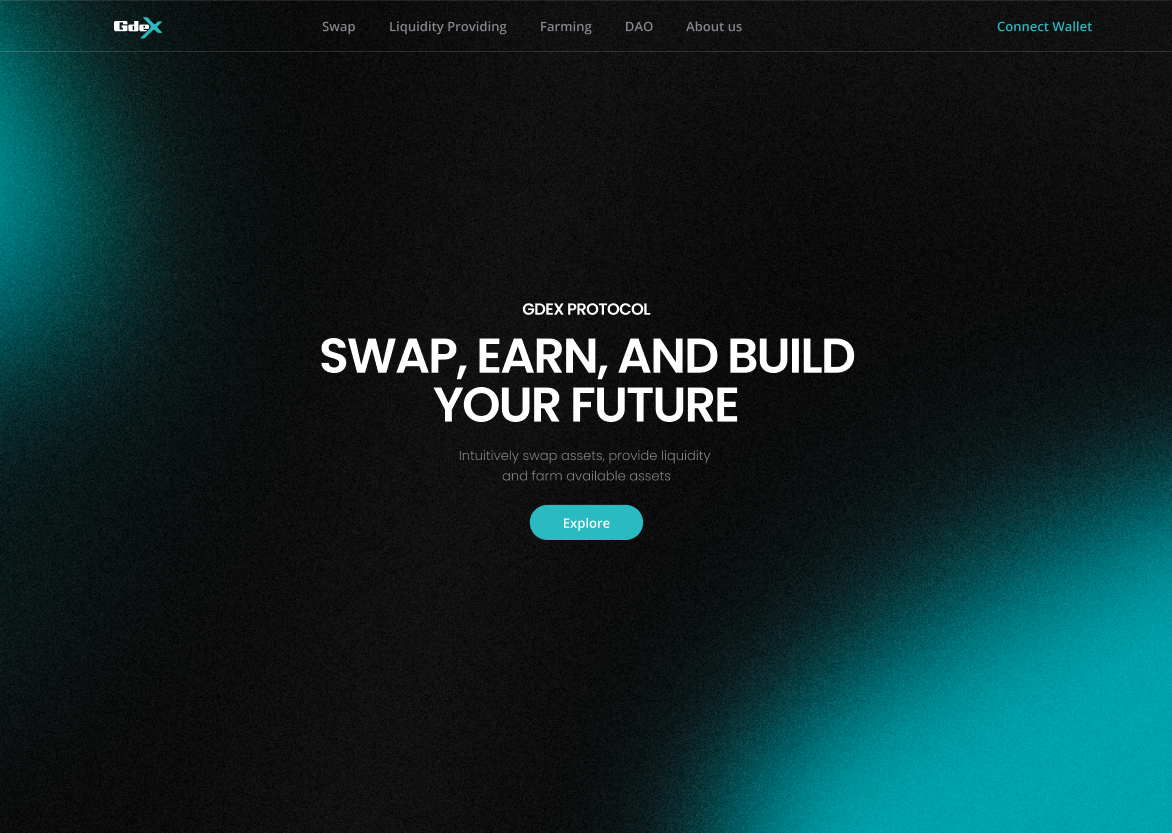 GdeX
Swap
Liquidity Providing
Farming
DAO
About us
Connect Wallet
GDEX PROTOCOL
SWAP, EARN, AND BUILD
YOUR FUTURE
Intuitively swap assets, provide liquidity
and farm available assets
Explore